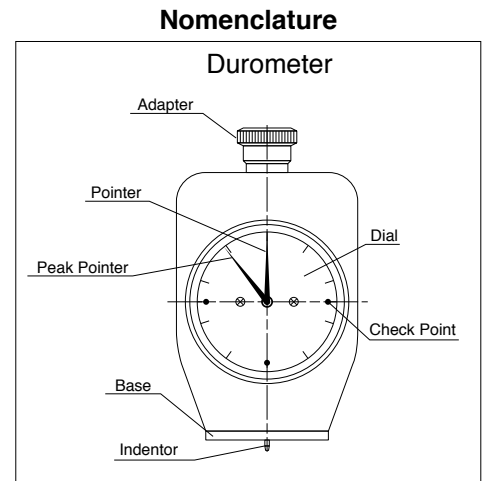 Nomenclature
Durometer
Adapter
Pointer
Dial
Peak Pointer
Check Point
Base
Indentor